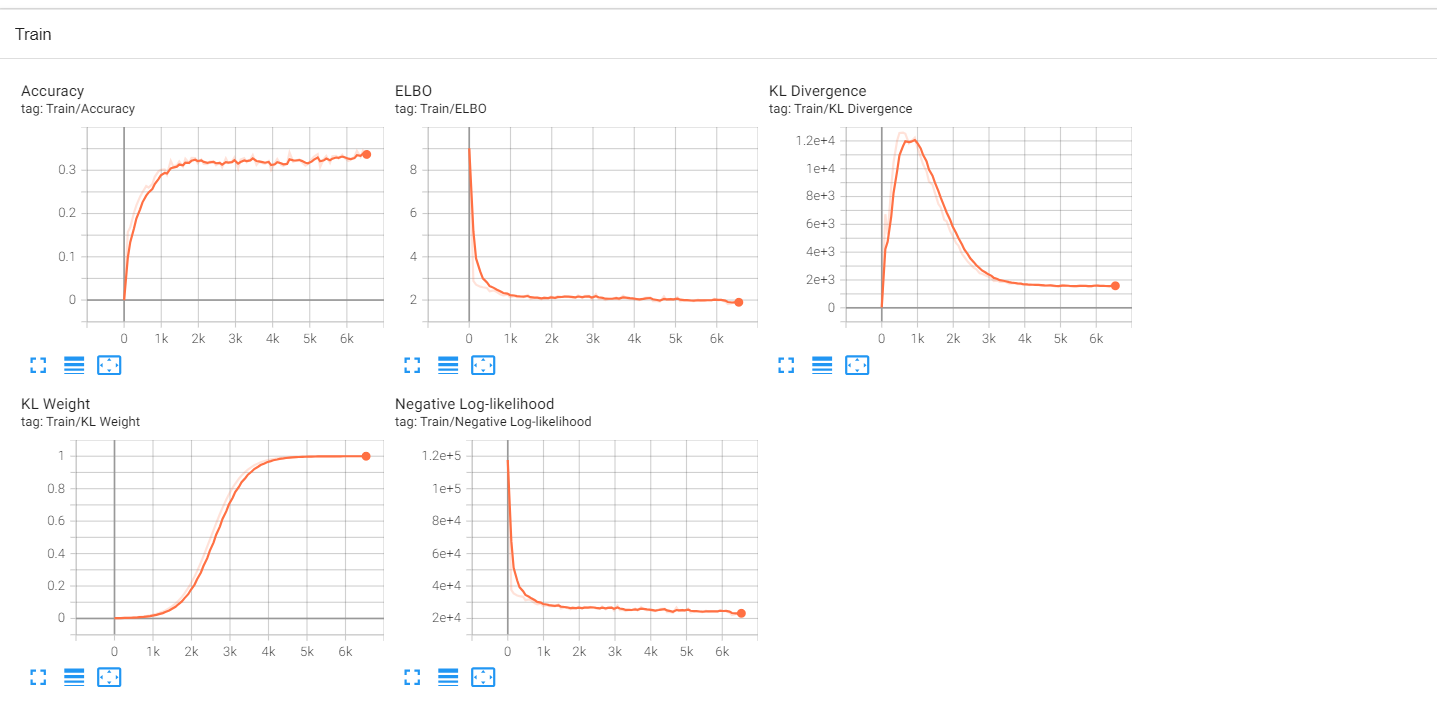 Train
Accuracy
tag: Train/Accuracy
0.3
0.2
0.1
0
0 1k 2k 3k 4k 5k 6k
ELBO
tag: Train/ELBO
8
6
4
2
0 1k 2k 3k 4k 5k 6k
KL Divergence
tag: Train/KL Divergence
1.2e+4
1e+4
8e+3
6e+3
4e+3
2e+3
0
0 1k 2k 3k 4k 5k 6k
KL Weight
tag: Train/KL Weight
1
0.8
0.6
0.4
0.2
0
0 1k 2k 3k 4k 5k 6k
Negative Log-likelihood
tag: Train/Negative Log-likelihood
1.2e+5
1e+5
8e+4
6e+4
4e+4
2e+4
0 1k 2k 3k 4k 5k 6k